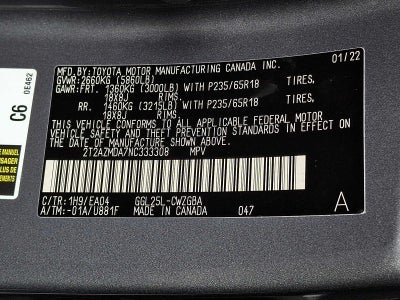 MFD. BY: TOYOTA MOTOR MANUFACTURING CANADA INC. 01/22
GVWR: 2660KG (5860LB)
GAWR: FRT. 1360KG (3000LB) WITH P235/65R18 TIRES,
18X8J RIMS,
RR. 1460KG (3215LB) WITH P235/65R18 TIRES,
18X8J RIMS,
THIS VEHICLE CONFORMS TO ALL APPLICABLE FEDERAL MOTOR
VEHICLE SAFETY STANDARDS IN EFFECT ON THE DATE OF
MANUFACTURE SHOWN ABOVE.
2T2AZMDA7NC333308 MPV
C/TR: 1H9/EA04 GGL25L-CWZGBA
A/TM: -01A/U881F MADE IN CANADA 047 A
C6 0E462